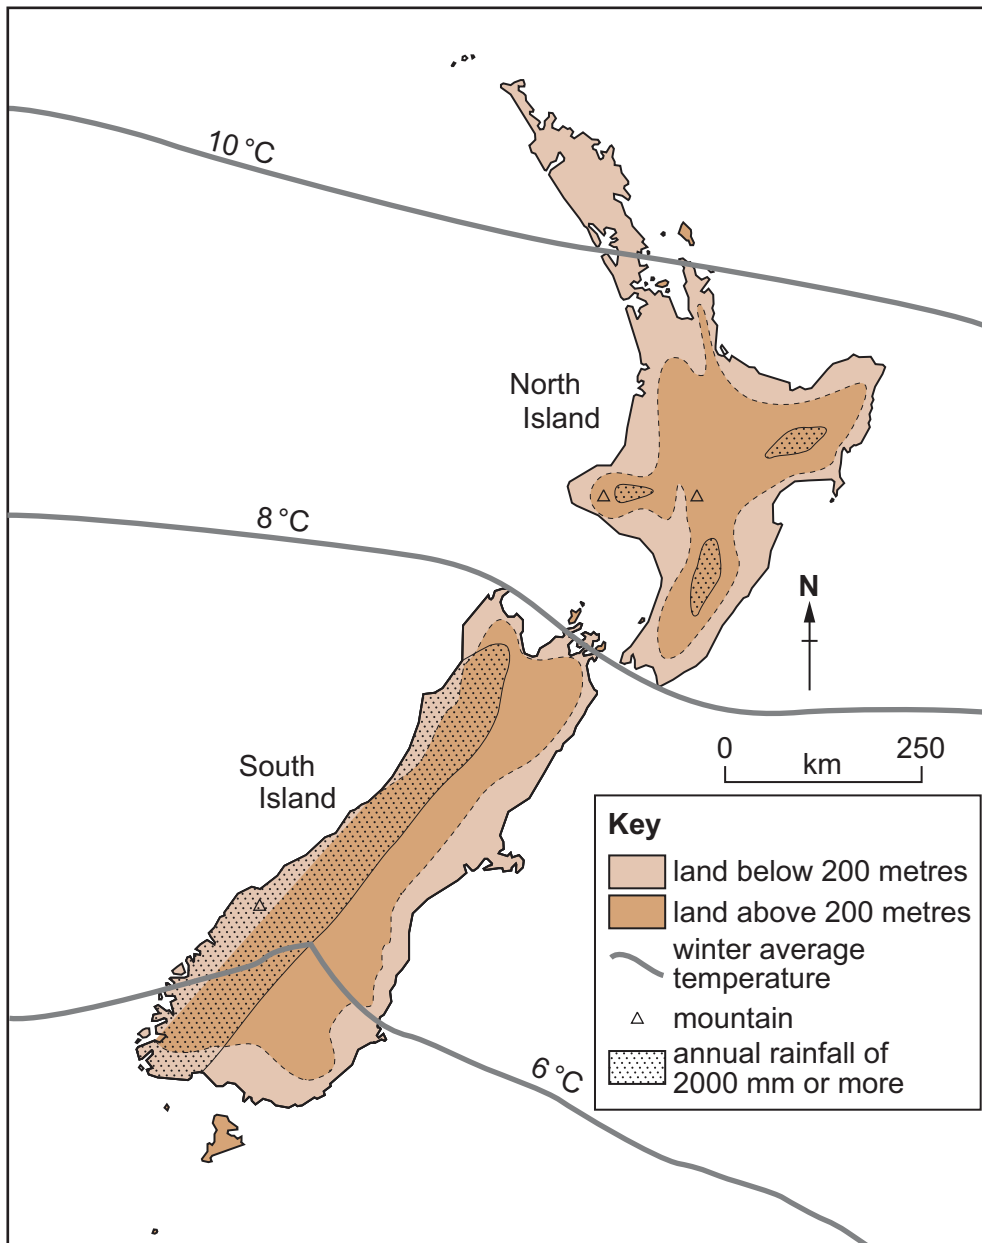 10 °C
North
Island
8 °C
N
0 250
km
South
Island
Key
land below 200 metres
land above 200 metres
winter average
temperature
mountain
annual rainfall of
2000 mm or more
6 °C